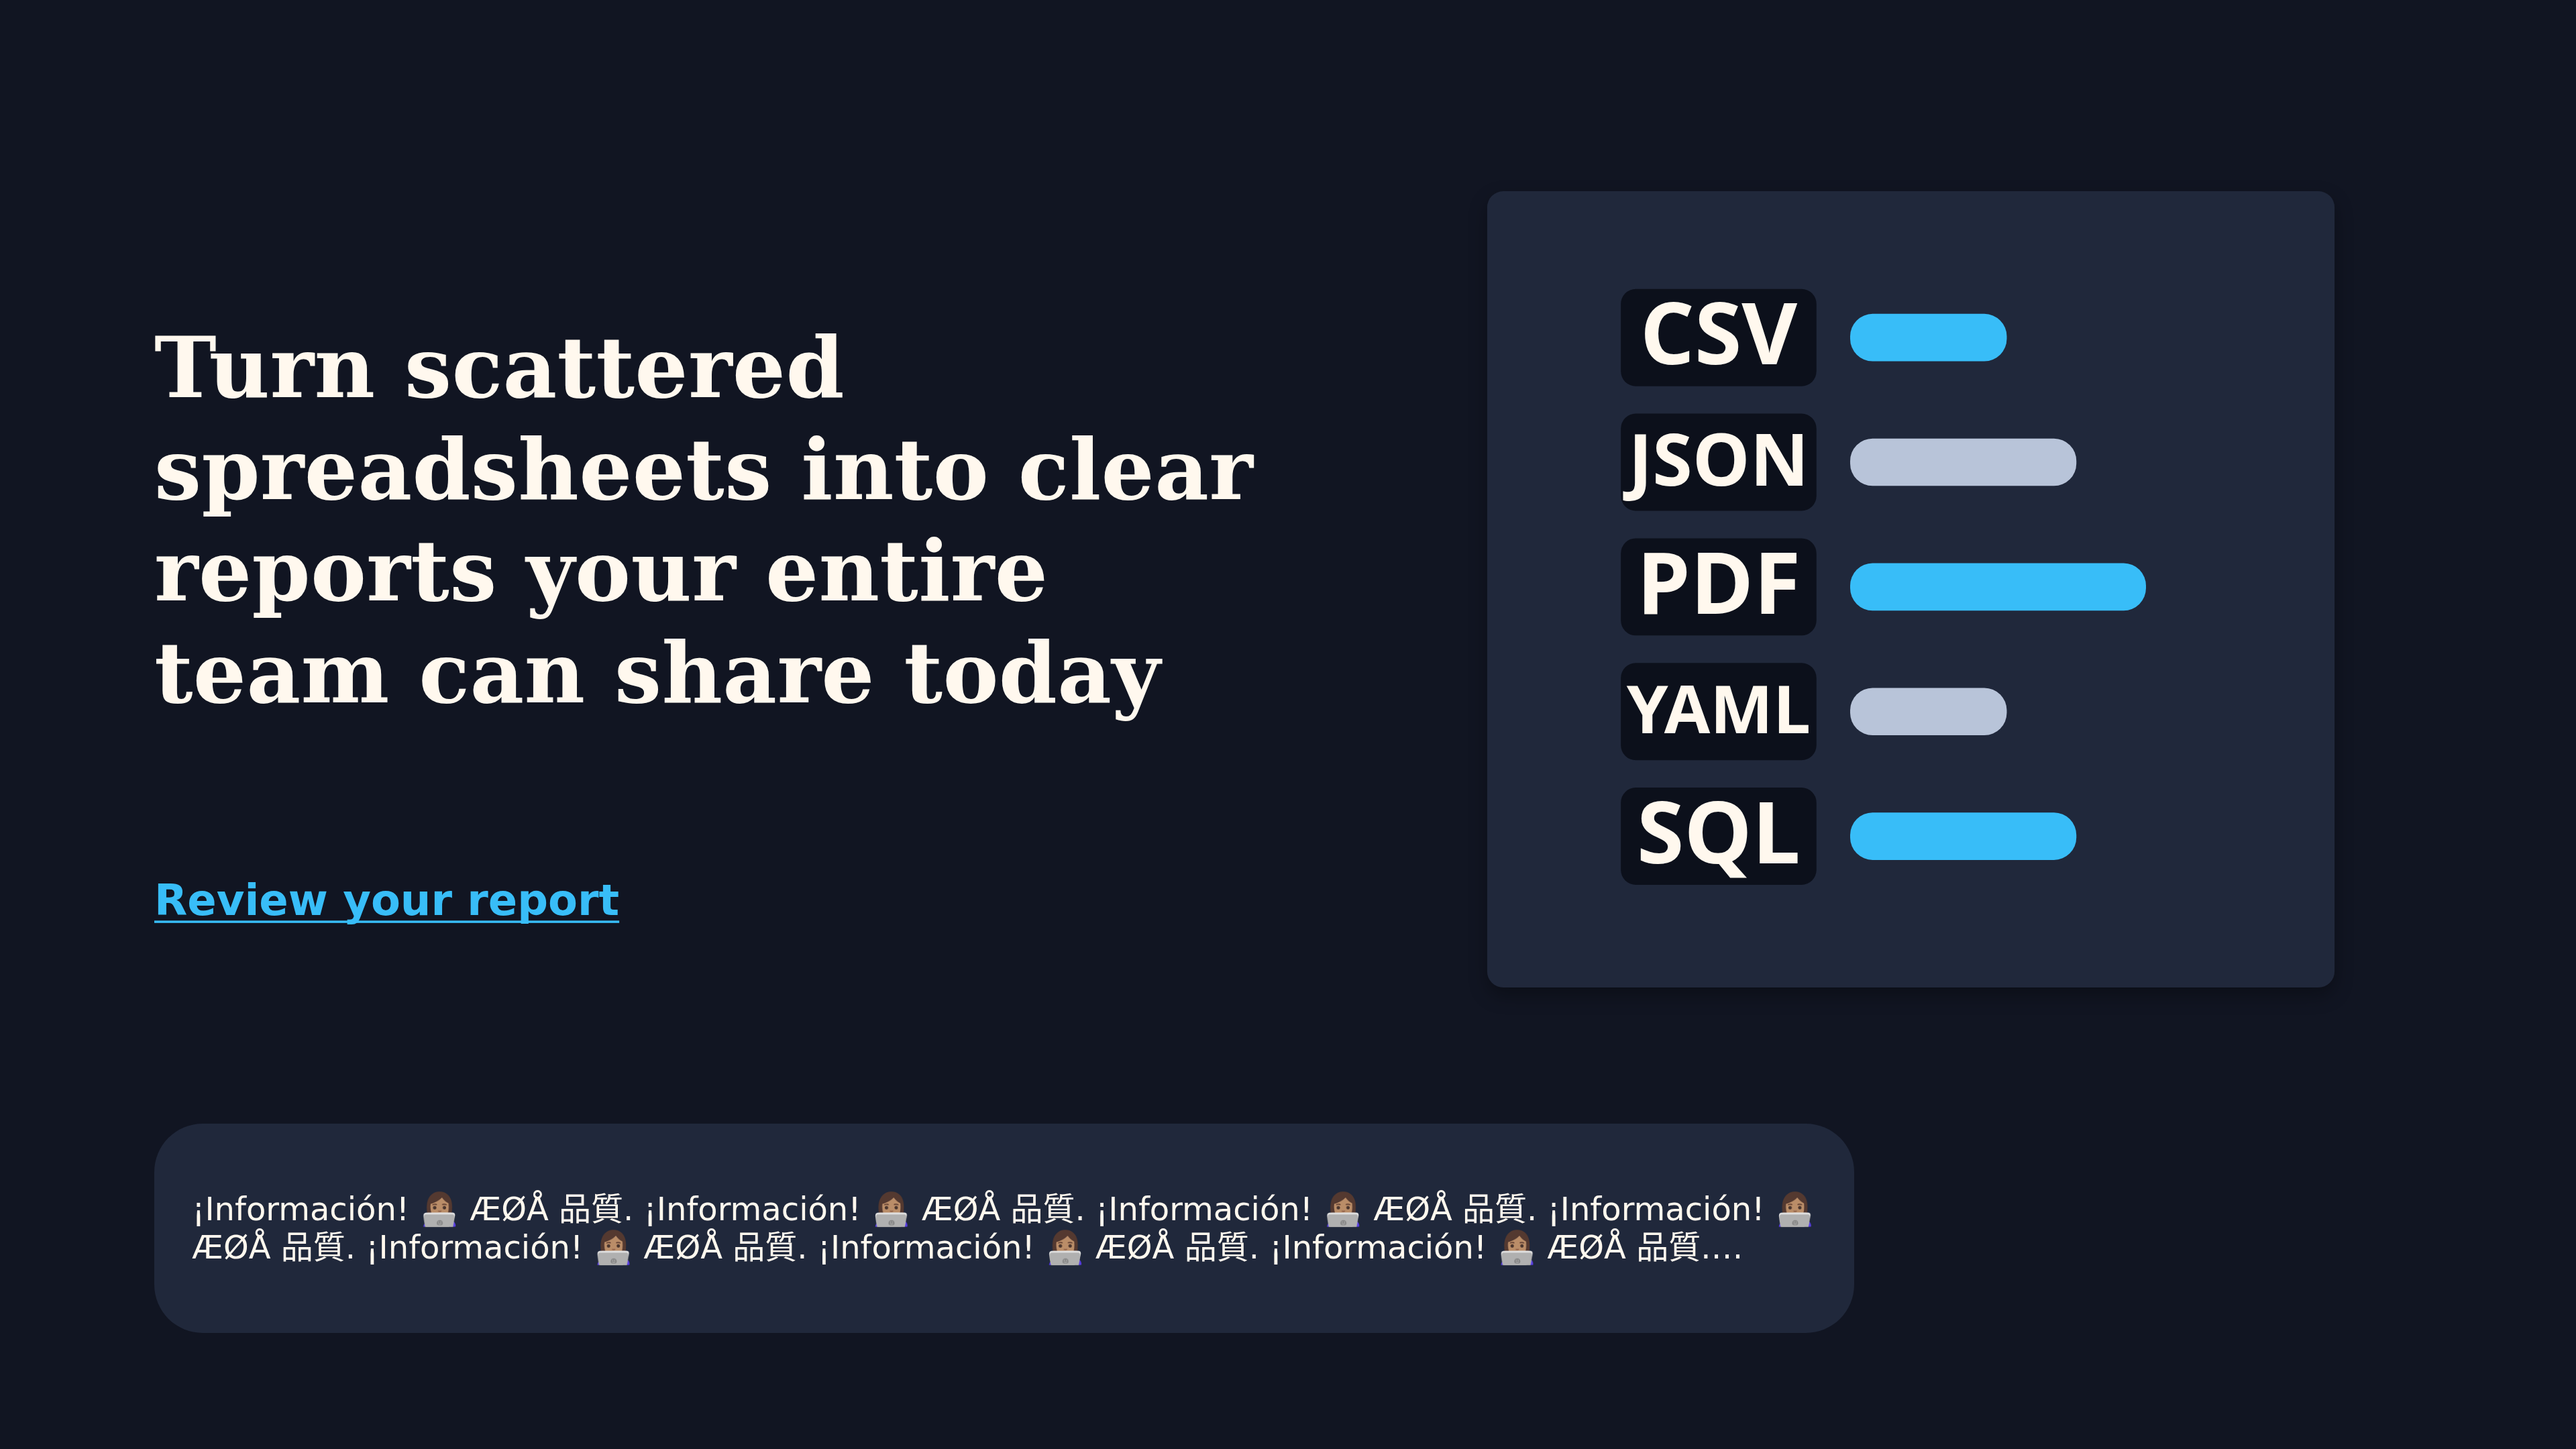 Turn scattered
spreadsheets into clear
reports your entire
team can share today
Review your report
CSV
JSON
PDF
YAML
SQL
¡Información! 👩🏽‍💻 ÆØÅ 品質. ¡Información! 👩🏽‍💻 ÆØÅ 品質. ¡Información! 👩🏽‍💻 ÆØÅ 品質. ¡Información! 👩🏽‍💻
ÆØÅ 品質. ¡Información! 👩🏽‍💻 ÆØÅ 品質. ¡Información! 👩🏽‍💻 ÆØÅ 品質. ¡Información! 👩🏽‍💻 ÆØÅ 品質....